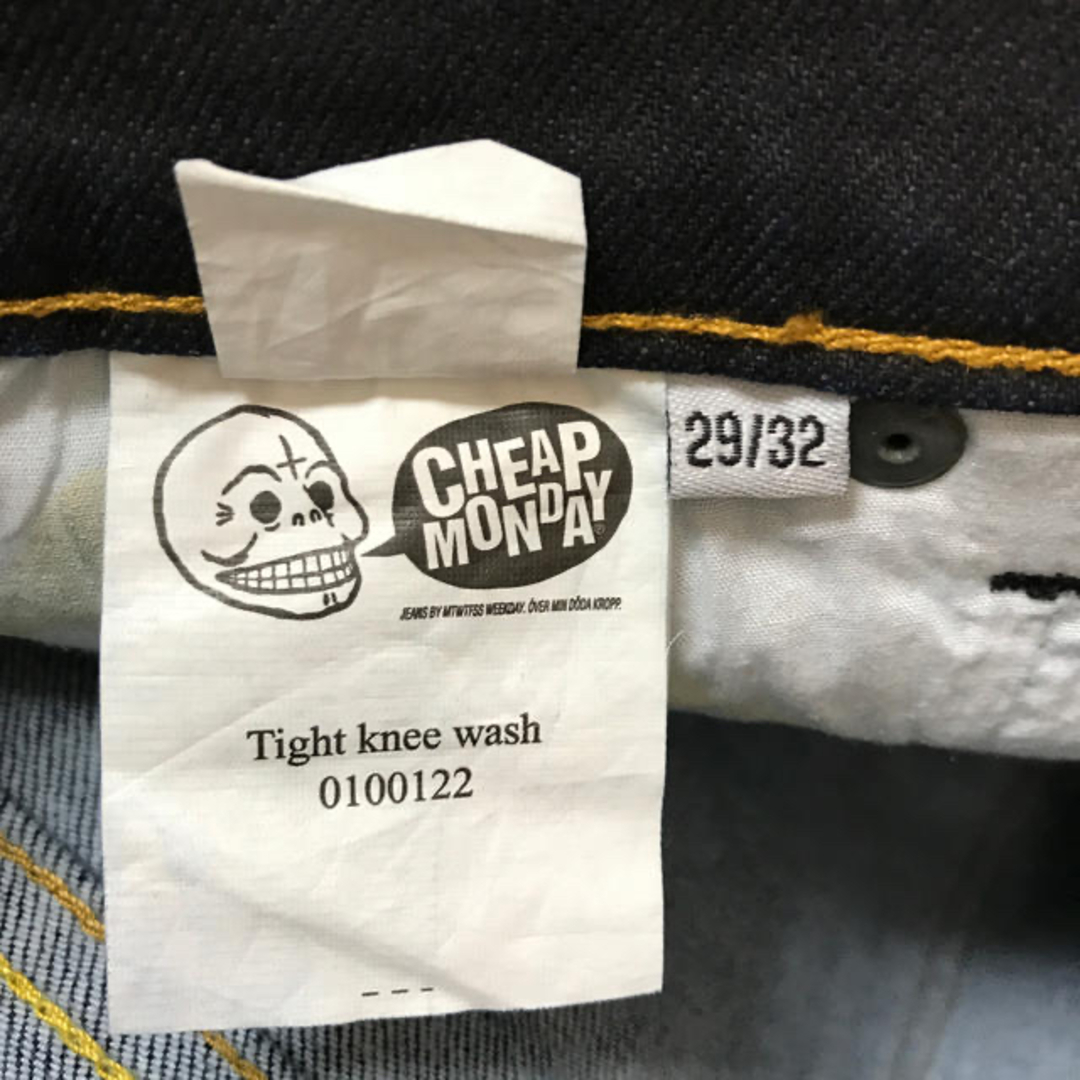 CHEAP
MONDAY®
29/32
JEANS BY MTWTFSS WEEKDAY. ÖVER MIN DÖDA KROPP.
Tight knee wash
0100122